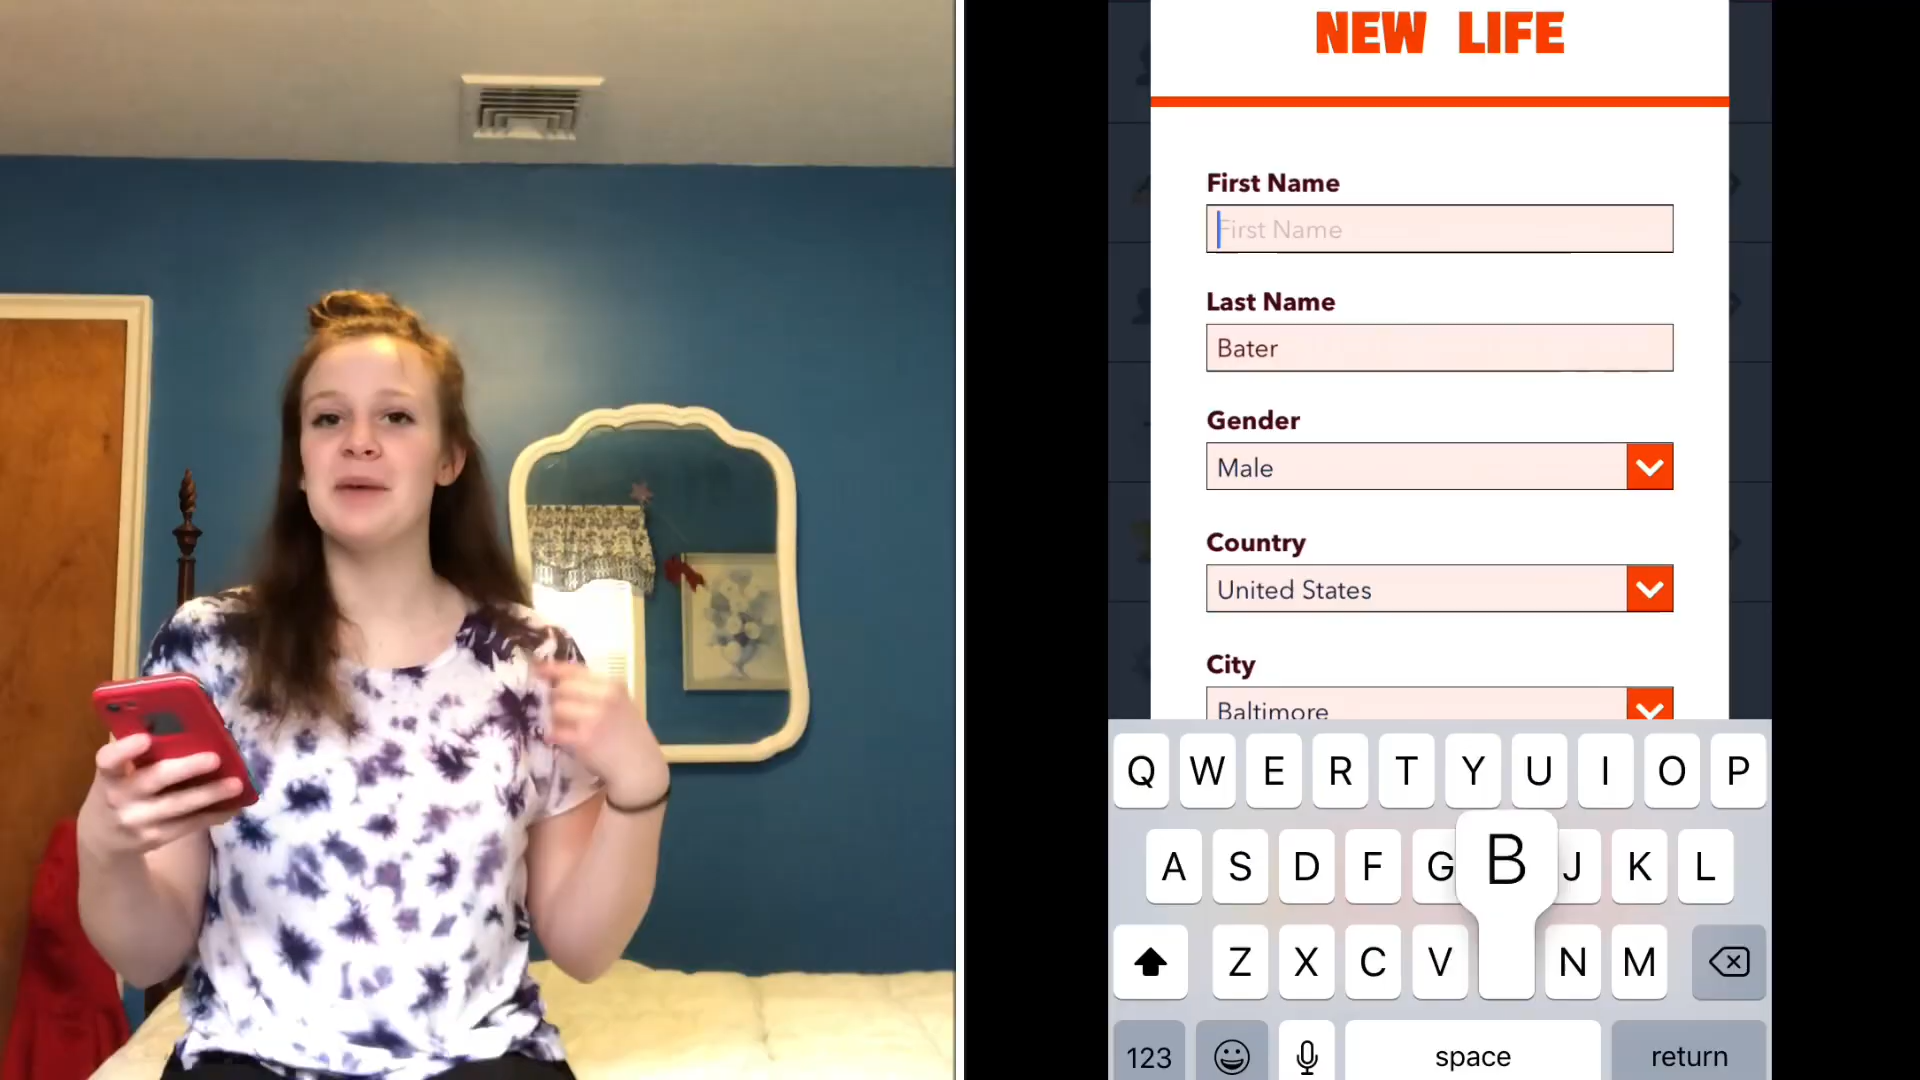 NEW LIFE
First Name
First Name
Last Name
Bater
Gender
Male
Country
United States
City
Baltimore
Q W E R T Y U I O P
A S D F G B J K L
Z X C V N M
123 space return